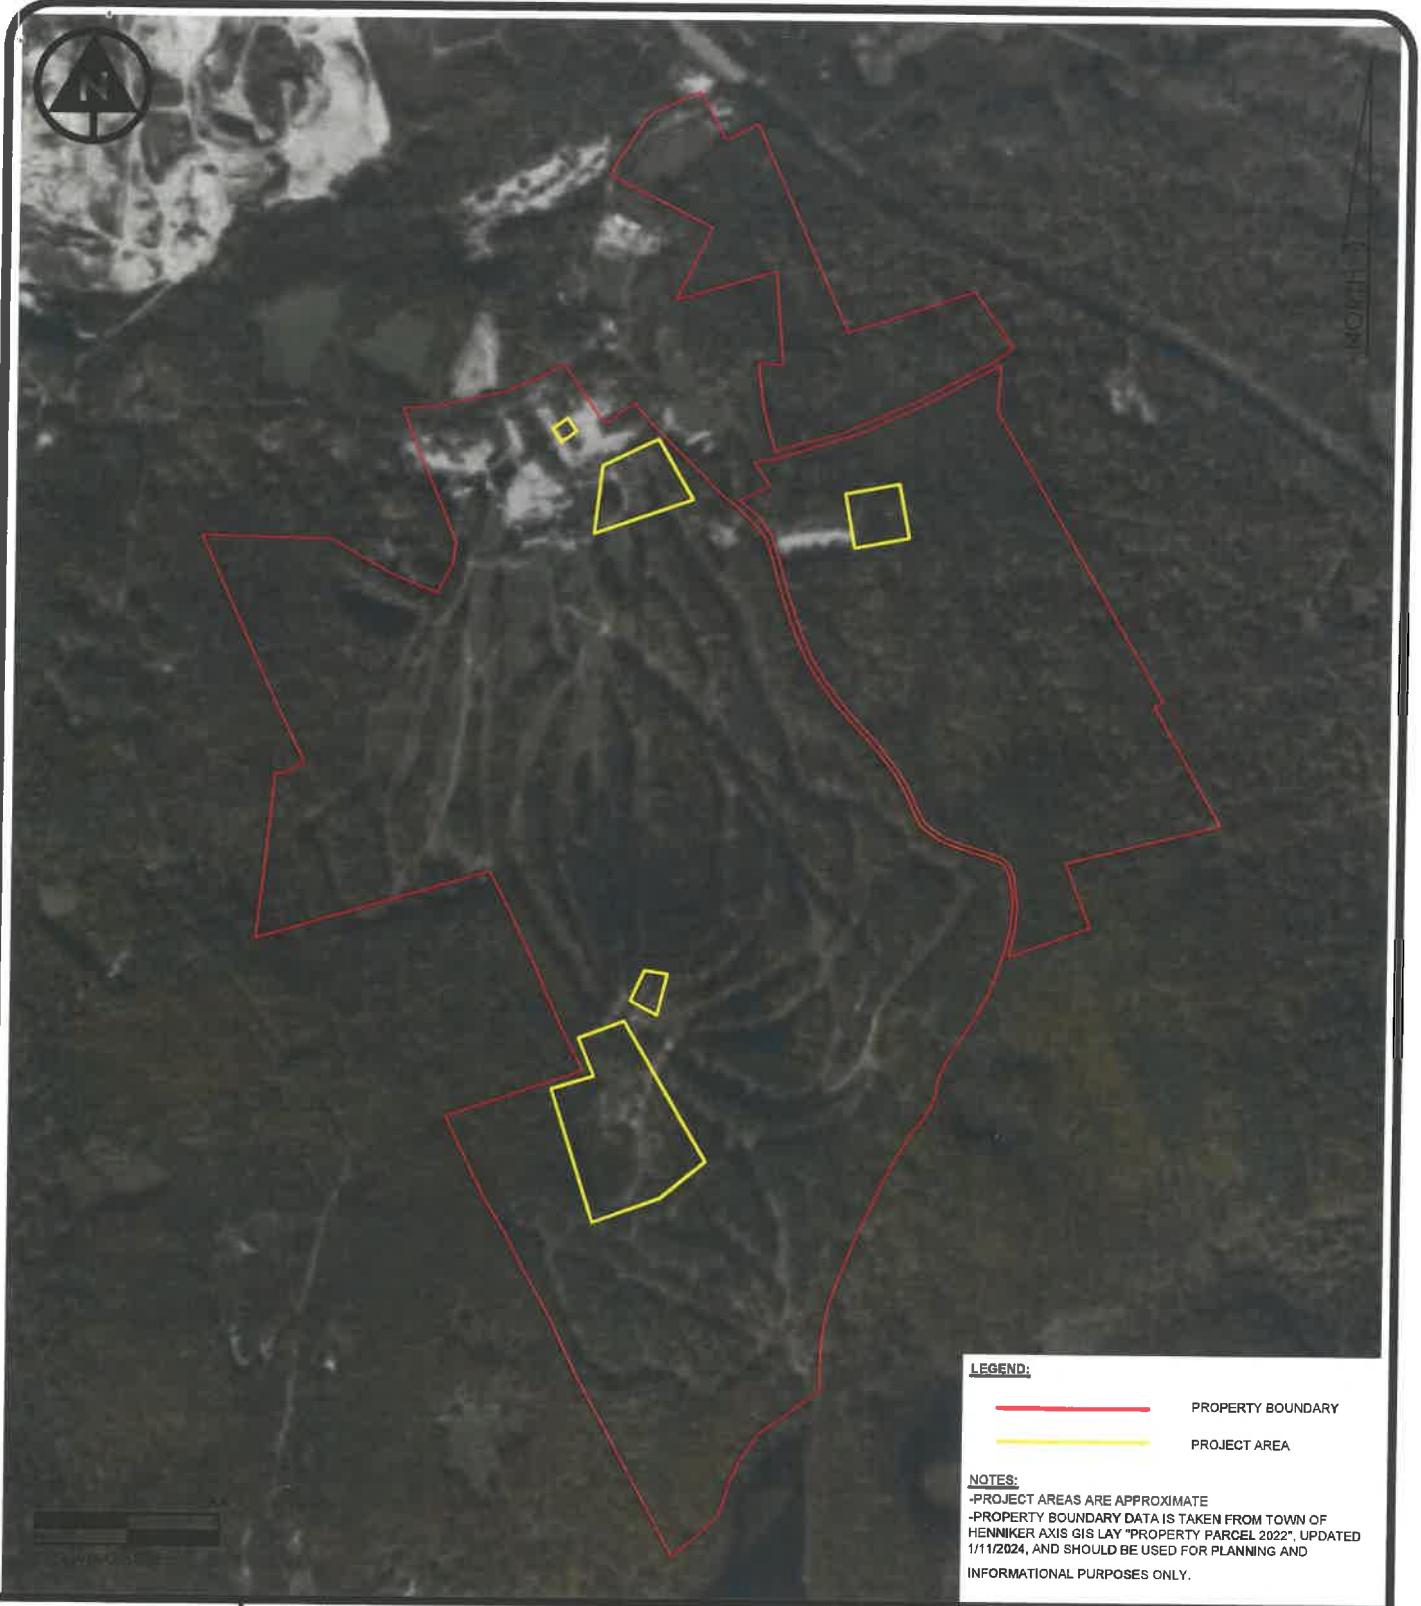 N
NORTH
LEGEND:
PROPERTY BOUNDARY
PROJECT AREA
NOTES:
-PROJECT AREAS ARE APPROXIMATE
-PROPERTY BOUNDARY DATA IS TAKEN FROM TOWN OF
HENNIKER AXIS GIS LAY "PROPERTY PARCEL 2022", UPDATED
1/11/2024, AND SHOULD BE USED FOR PLANNING AND
INFORMATIONAL PURPOSES ONLY.